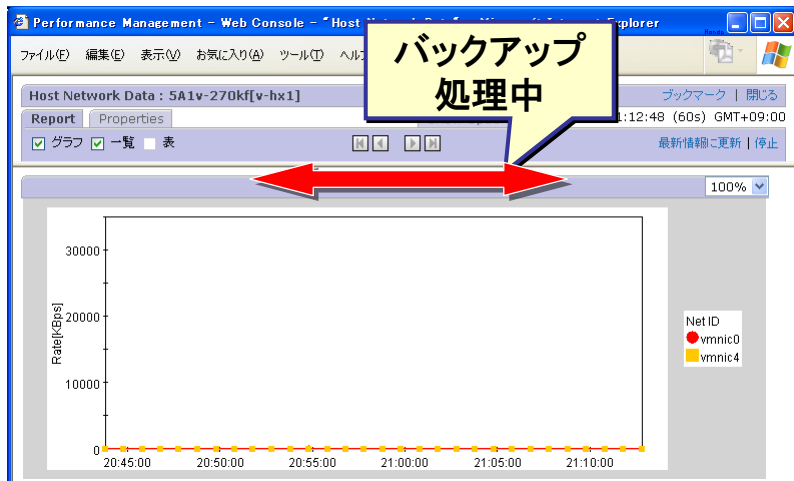 Performance Management - Web Console - "Host
Explorer
ファイル(F) 編集(E) 表示(V) お気に入り(A) ツール(T)
バックアップ
処理中
Host Network Data : 5A1v-270kf[v-hx1]
ブックマーク | 閉じる
Report Properties
1:12:48 (60s) GMT+09:00
グラフ 一覧 表
最新情報に更新 | 停止
100%
30000
20000
10000
0
Rate[KBps]
20:45:00 20:50:00 20:55:00 21:00:00 21:05:00 21:10:00
Net ID
vmnic0
vmnic4